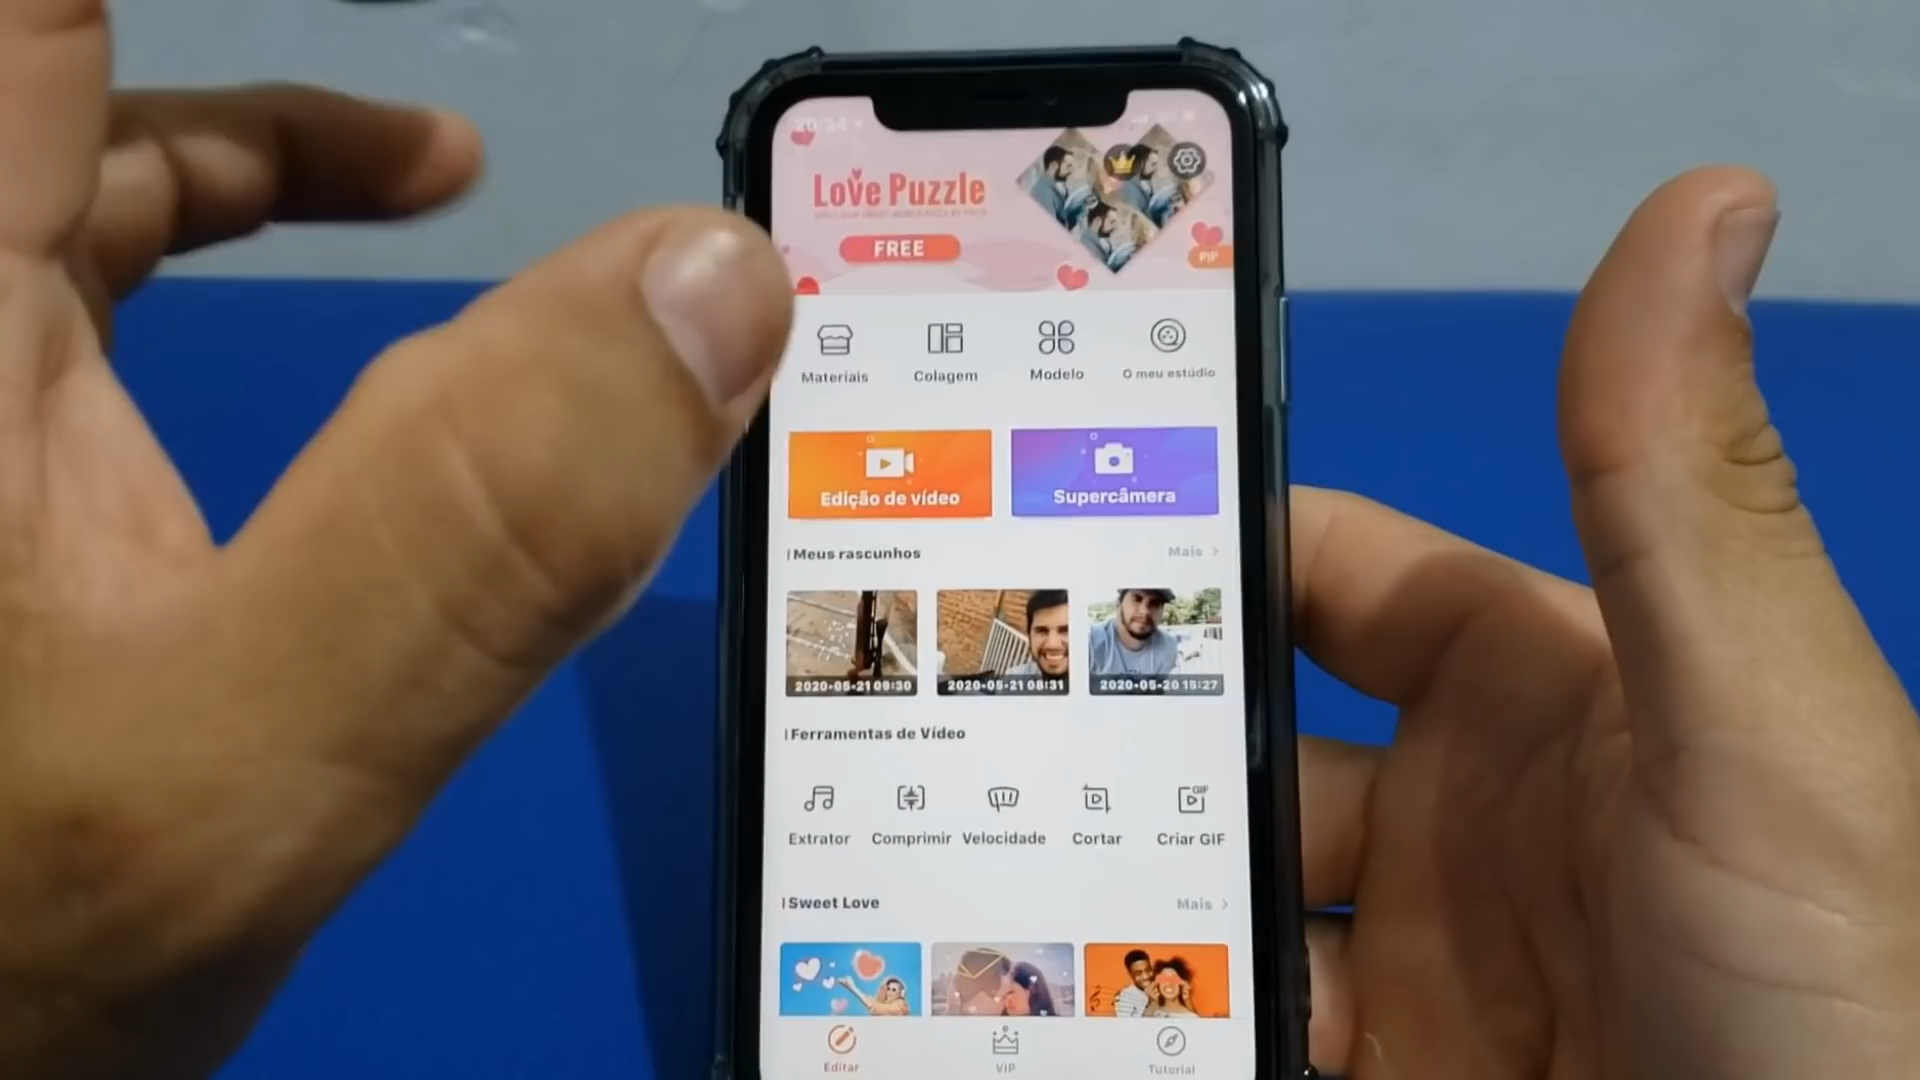 Love Puzzle
FREE
PIP
Materiais
Colagem
Modelo
O meu estúdio
Edição de vídeo
Supercâmera
Meus rascunhos
Mais >
2020-05-21 09:30
2020-05-21 08:31
2020-05-20 15:27
Ferramentas de Vídeo
GIF
Extrator
Comprimir
Velocidade
Cortar
Criar GIF
Sweet Love
Mais >
Editar
VIP
Tutorial